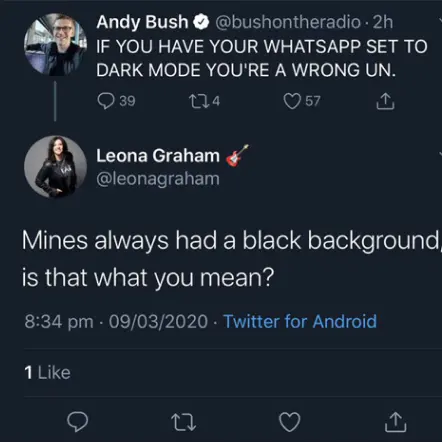 Andy Bush @bushontheradio · 2h
IF YOU HAVE YOUR WHATSAPP SET TO
DARK MODE YOU'RE A WRONG UN.
39 4 57
Leona Graham 🎸
@leonagraham
Mines always had a black background,
is that what you mean?
8:34 pm · 09/03/2020 · Twitter for Android
1 Like